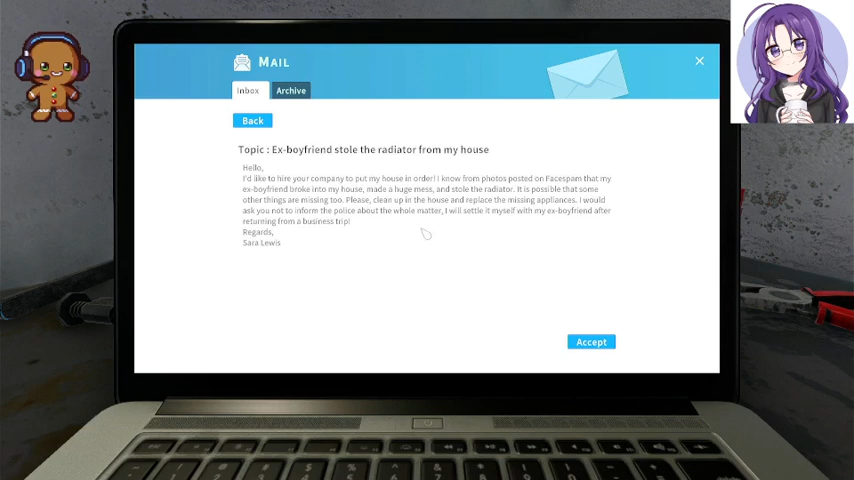 MAIL
Inbox
Archive
Back
Topic : Ex-boyfriend stole the radiator from my house
Hello,
I'd like to hire your company to put my house in order! I know from photos posted on Facespam that my
ex-boyfriend broke into my house, made a huge mess, and stole the radiator. It is possible that some
other things are missing too. Please, clean up in the house and replace the missing appliances. I would
ask you not to inform the police about the whole matter, I will settle it myself with my ex-boyfriend after
returning from a business trip!
Regards,
Sara Lewis
Accept